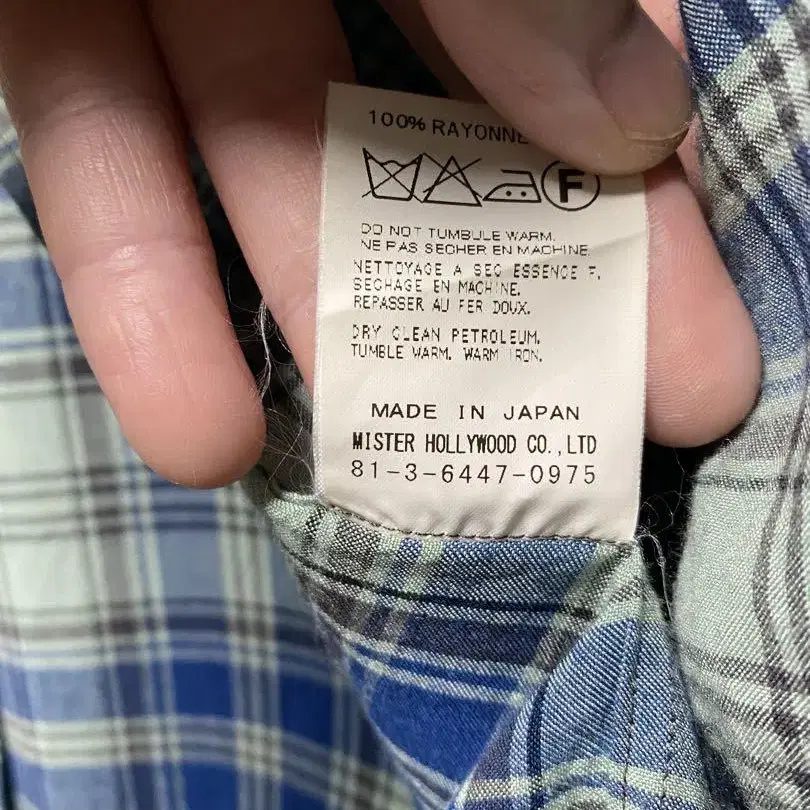 100% RAYONNE
F
DO NOT TUMBULE WARM.
NE PAS SECHER EN MACHINE.
NETTOYAGE A SEC ESSENCE F.
SECHAGE EN MACHINE.
REPASSER AU FER DOUX.
DRY CLEAN PETROLEUM.
TUMBLE WARM. WARM IRON.
MADE IN JAPAN
MISTER HOLLYWOOD CO.,LTD
81-3-6447-0975